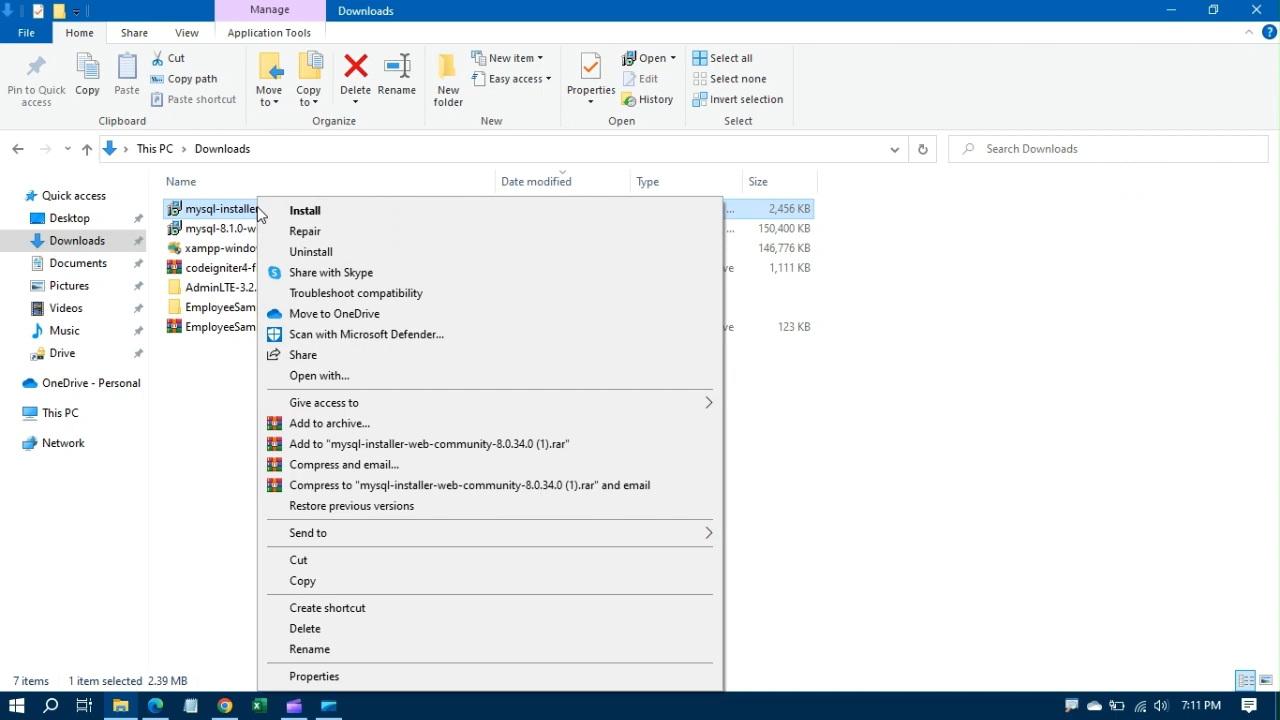 Manage
Downloads
File
Home
Share
View
Application Tools
Pin to Quick access
Copy
Paste
Cut
Copy path
Paste shortcut
Clipboard
Move to
Copy to
Delete
Rename
Organize
New folder
New item
Easy access
New
Properties
Open
Edit
History
Open
Select all
Select none
Invert selection
Select
This PC
Downloads
Search Downloads
Name
Date modified
Type
Size
Quick access
Desktop
Downloads
Documents
Pictures
Videos
Music
Drive
OneDrive - Personal
This PC
Network
mysql-installer
... 2,456 KB
mysql-8.1.0-w
... 150,400 KB
xampp-windo
146,776 KB
codeigniter4-f
ve 1,111 KB
AdminLTE-3.2.
EmployeeSam
EmployeeSam
ve 123 KB
Install
Repair
Uninstall
Share with Skype
Troubleshoot compatibility
Move to OneDrive
Scan with Microsoft Defender...
Share
Open with...
Give access to
Add to archive...
Add to "mysql-installer-web-community-8.0.34.0 (1).rar"
Compress and email...
Compress to "mysql-installer-web-community-8.0.34.0 (1).rar" and email
Restore previous versions
Send to
Cut
Copy
Create shortcut
Delete
Rename
Properties
7 items
1 item selected 2.39 MB
7:11 PM